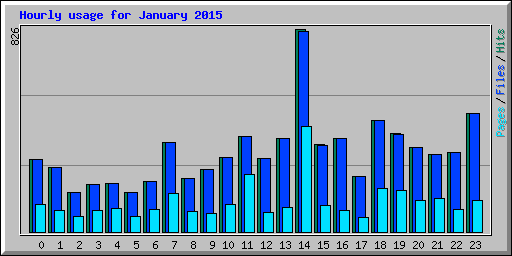 Hourly usage for January 2015
826
Pages/Files/Hits
0 1 2 3 4 5 6 7 8 9 10 11 12 13 14 15 16 17 18 19 20 21 22 23